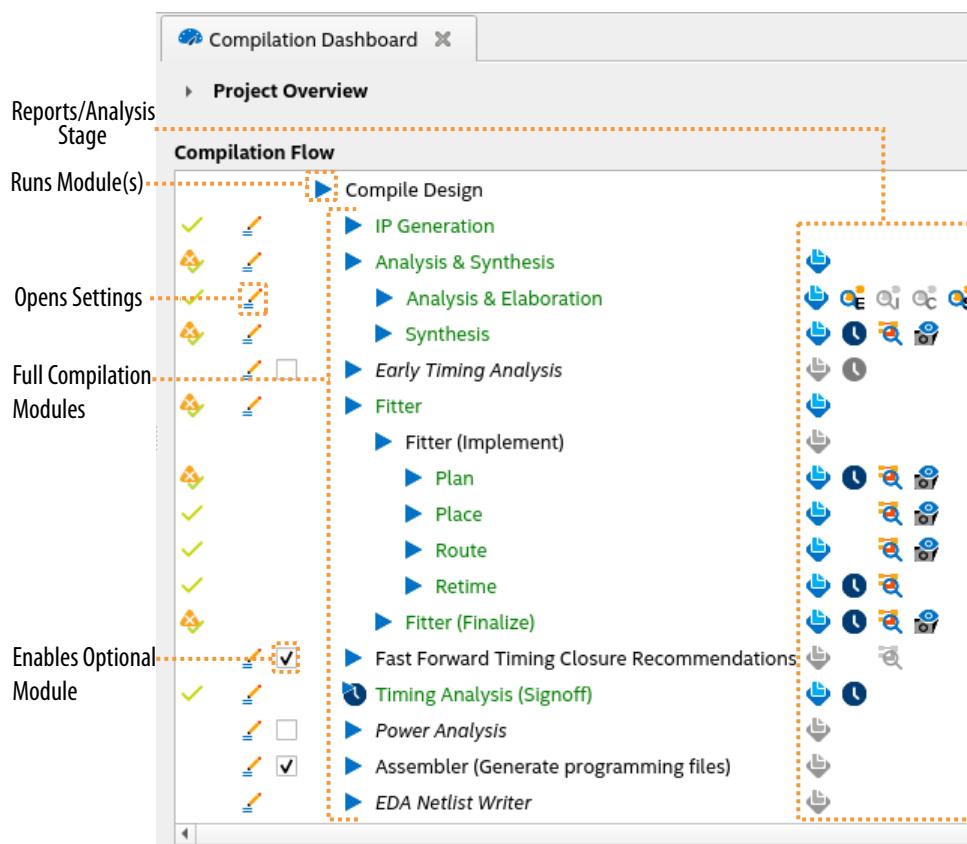 Compilation Dashboard
Project Overview
Reports/Analysis
Stage
Compilation Flow
Runs Module(s)
Compile Design
IP Generation
Analysis & Synthesis
Opens Settings
Analysis & Elaboration
Synthesis
Full Compilation
Modules
Early Timing Analysis
Fitter
Fitter (Implement)
Plan
Place
Route
Retime
Fitter (Finalize)
Enables Optional
Module
Fast Forward Timing Closure Recommendations
Timing Analysis (Signoff)
Power Analysis
Assembler (Generate programming files)
EDA Netlist Writer